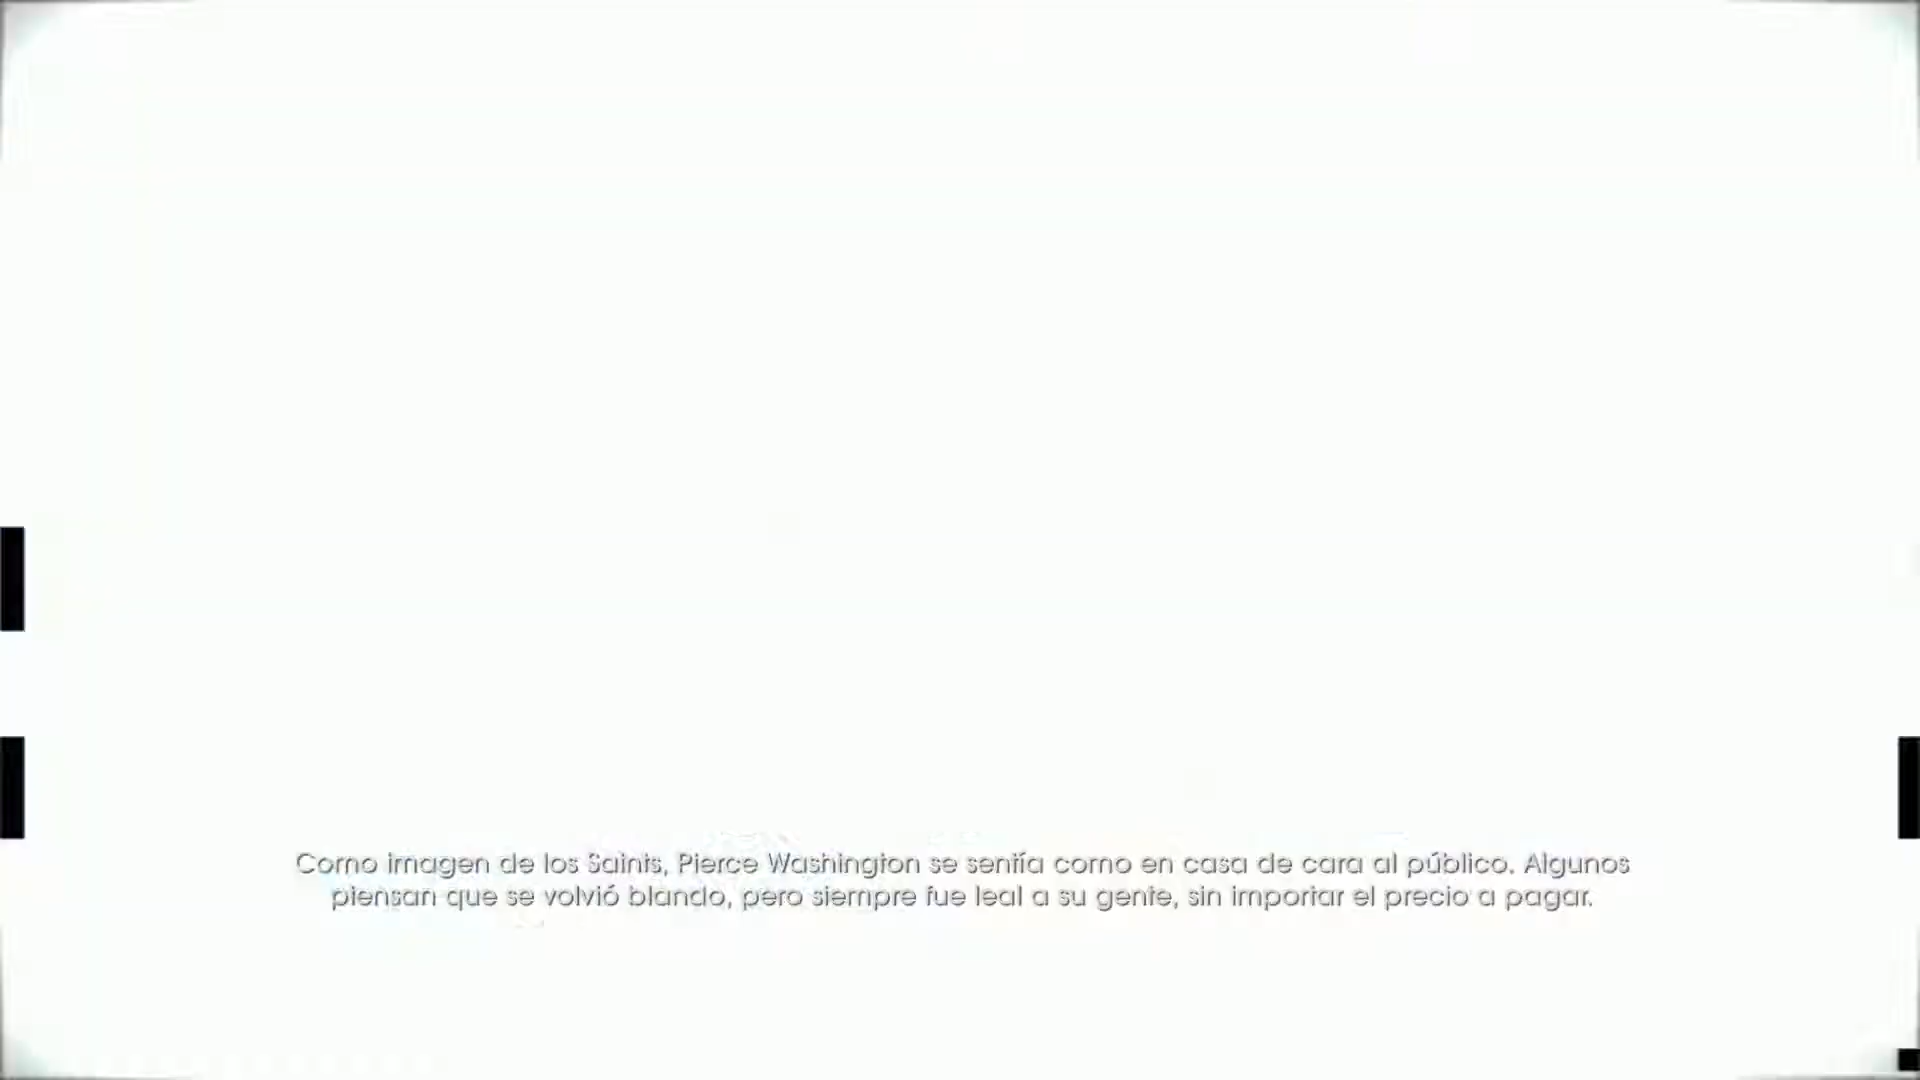 Como imagen de los Saints, Pierce Washington se sentía como en casa de cara al público. Algunos
piensan que se volvió blando, pero siempre fue leal a su gente, sin importar el precio a pagar.